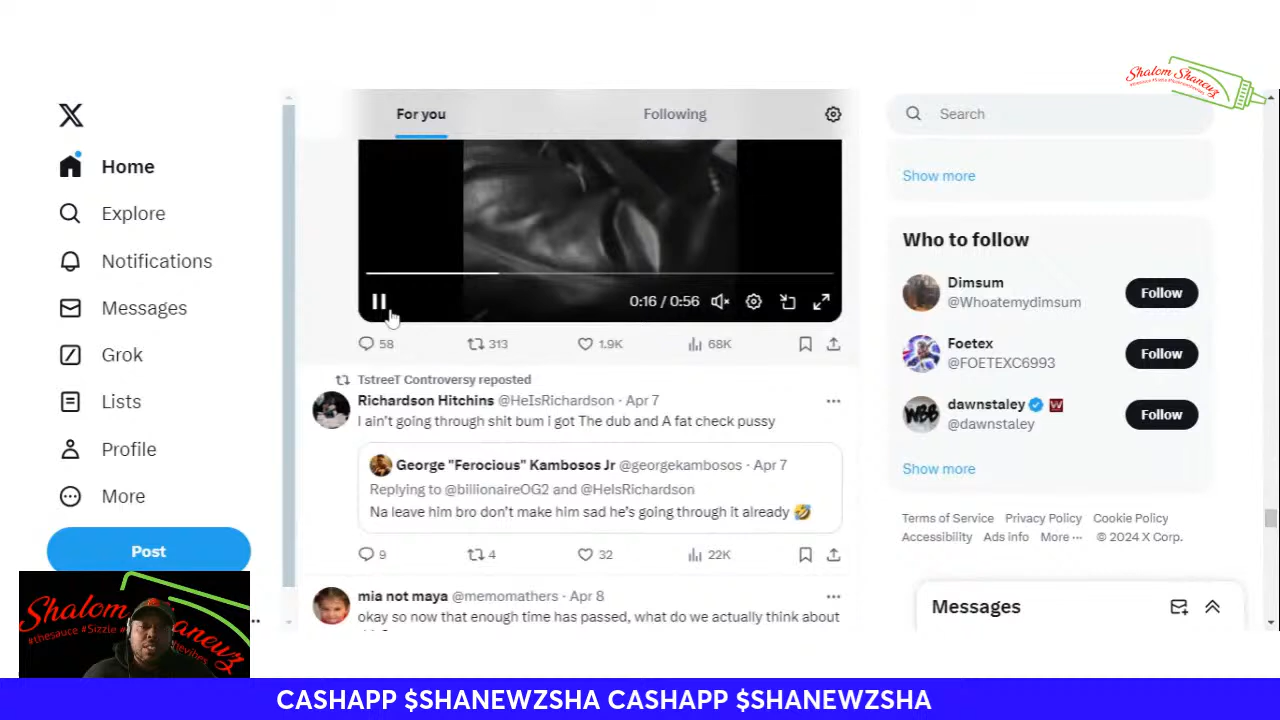 Shalom Shanewz
For you
Following
Search
Home
Explore
Notifications
Messages
Grok
Lists
Profile
More
Post
0:16 / 0:56
58
313
1.9K
68K
TstreeT Controversy reposted
Richardson Hitchins @HeIsRichardson · Apr 7
I ain't going through shit bum i got The dub and A fat check pussy
George "Ferocious" Kambosos Jr @georgekambosos · Apr 7
Replying to @billionaireOG2 and @HeIsRichardson
Na leave him bro don't make him sad he's going through it already 🤣
9
4
32
22K
mia not maya @memomathers · Apr 8
okay so now that enough time has passed, what do we actually think about
Show more
Who to follow
Dimsum
@Whoatemydimsum
Follow
Foetex
@FOETEXC6993
Follow
dawnstaley
@dawnstaley
Follow
Show more
Terms of Service Privacy Policy Cookie Policy
Accessibility Ads info More ··· © 2024 X Corp.
Messages
Shalom Shanewz
#thesauce #Sizzle
CASHAPP $SHANEWZSHA CASHAPP $SHANEWZSHA